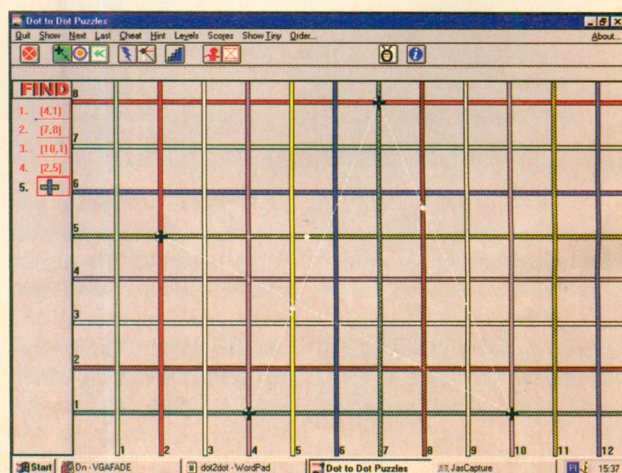 Dot to Dot Puzzles
Quit Show Next Last Cheat Hint Levels Scores Show Tiny Order... About...
FIND
1. (4,1)
2. (7,8)
3. (10,1)
4. (2,5)
5.
8
7
6
5
4
3
2
1
1 2 3 4 5 6 7 8 9 10 11 12
Start Dn - VGAFADE dot2dot - WordPad Dot to Dot Puzzles JasCapture 15:37